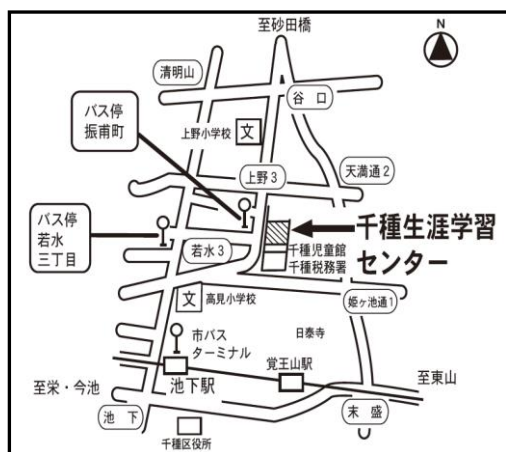 至砂田橋
N
清明山
谷口
バス停
振甫町
上野小学校
文
上野3
天満通2
バス停
若水
三丁目
千種生涯学習
センター
若水3
千種児童館
千種税務署
文
高見小学校
姫ヶ池通1
市バス
ターミナル
日泰寺
覚王山駅
池下駅
至栄・今池
至東山
池下
末盛
千種区役所